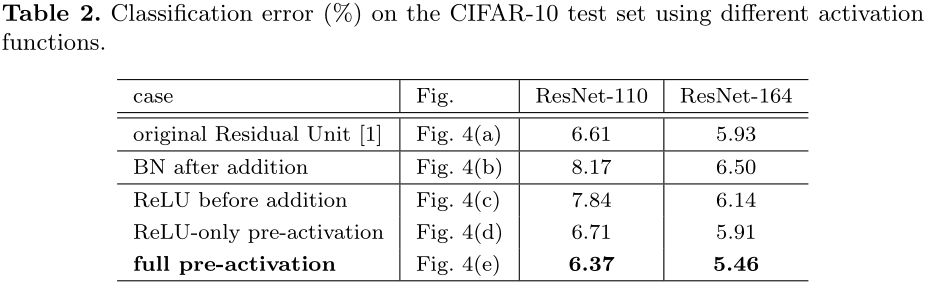 Table 2. Classification error (%) on the CIFAR-10 test set using different activation
functions.
case Fig. ResNet-110 ResNet-164
original Residual Unit [1] Fig. 4(a) 6.61 5.93
BN after addition Fig. 4(b) 8.17 6.50
ReLU before addition Fig. 4(c) 7.84 6.14
ReLU-only pre-activation Fig. 4(d) 6.71 5.91
full pre-activation Fig. 4(e) 6.37 5.46